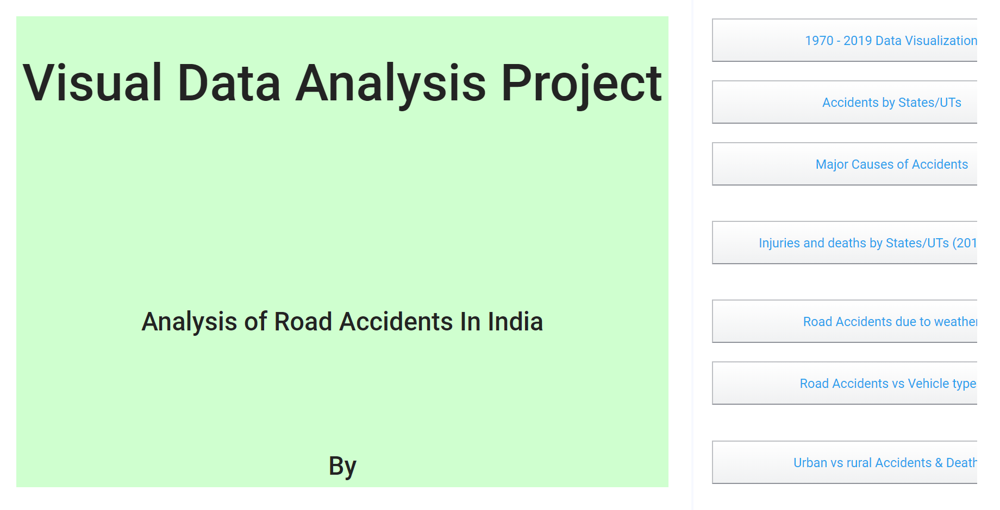 Visual Data Analysis Project
Analysis of Road Accidents In India
By
1970 - 2019 Data Visualization
Accidents by States/UTs
Major Causes of Accidents
Injuries and deaths by States/UTs (201
Road Accidents due to weather
Road Accidents vs Vehicle type
Urban vs rural Accidents & Death